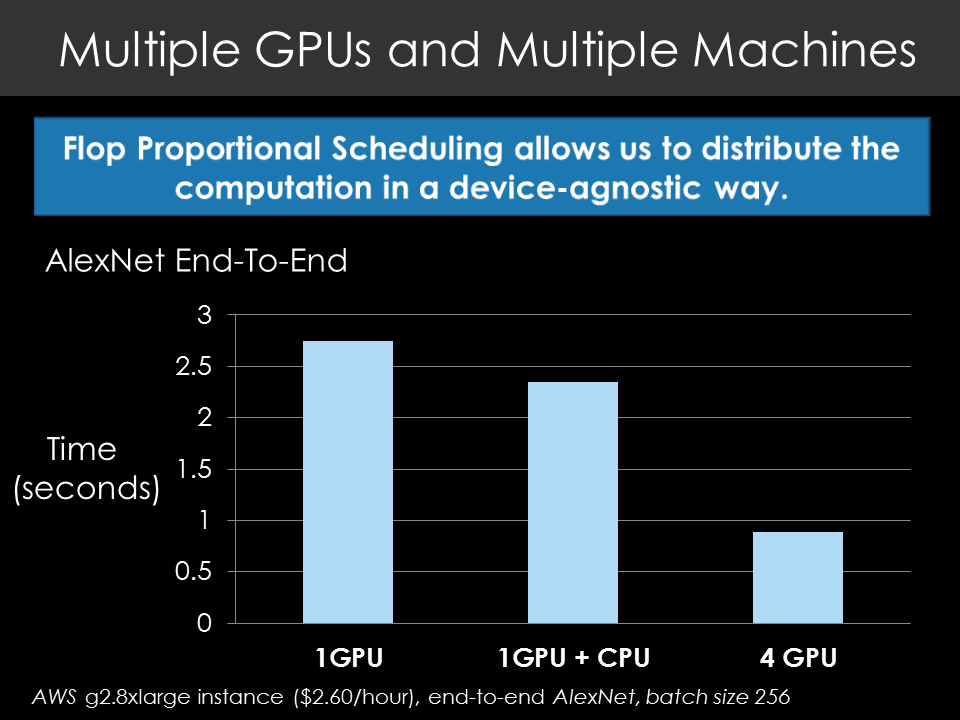 Multiple GPUs and Multiple Machines
Flop Proportional Scheduling allows us to distribute the
computation in a device-agnostic way.
AlexNet End-To-End
3
2.5
2
1.5
1
0.5
0
Time
(seconds)
1GPU
1GPU + CPU
4 GPU
AWS g2.8xlarge instance ($2.60/hour), end-to-end AlexNet, batch size 256